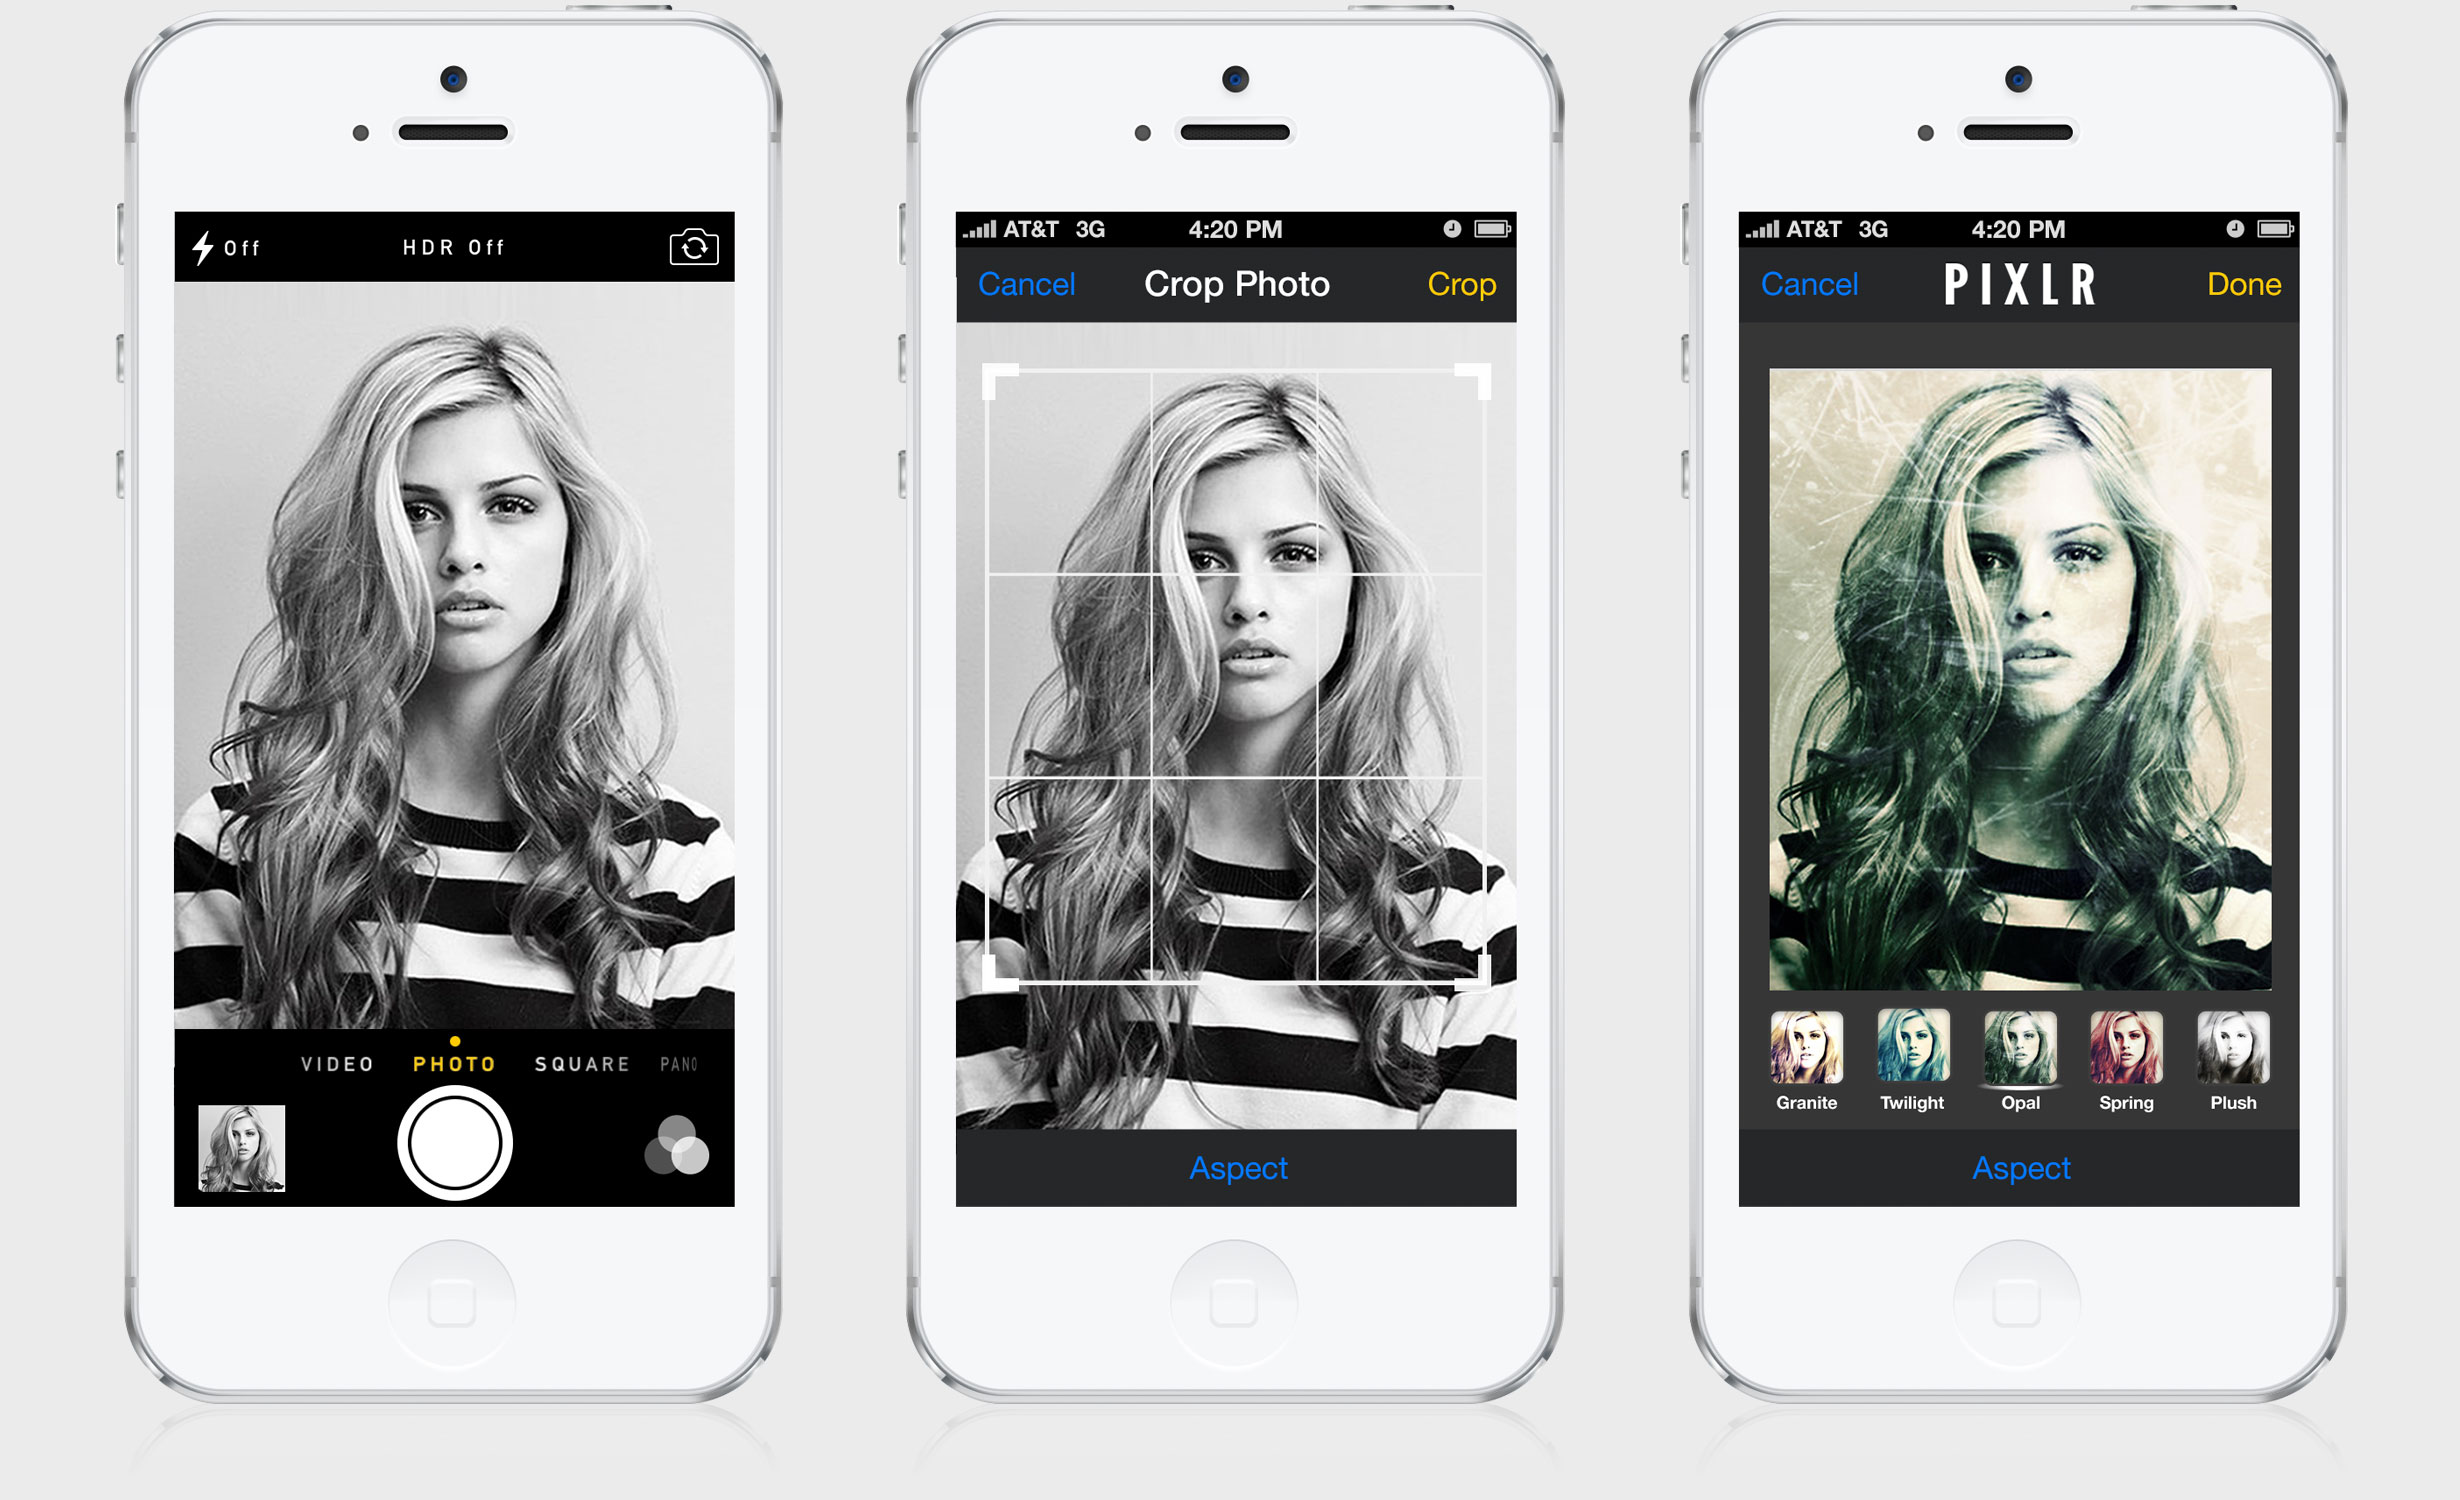 Off
HDR Off
VIDEO PHOTO SQUARE PANO
AT&T 3G 4:20 PM
Cancel Crop Photo Crop
Aspect
AT&T 3G 4:20 PM
Cancel PIXLR Done
Granite Twilight Opal Spring Plush
Aspect